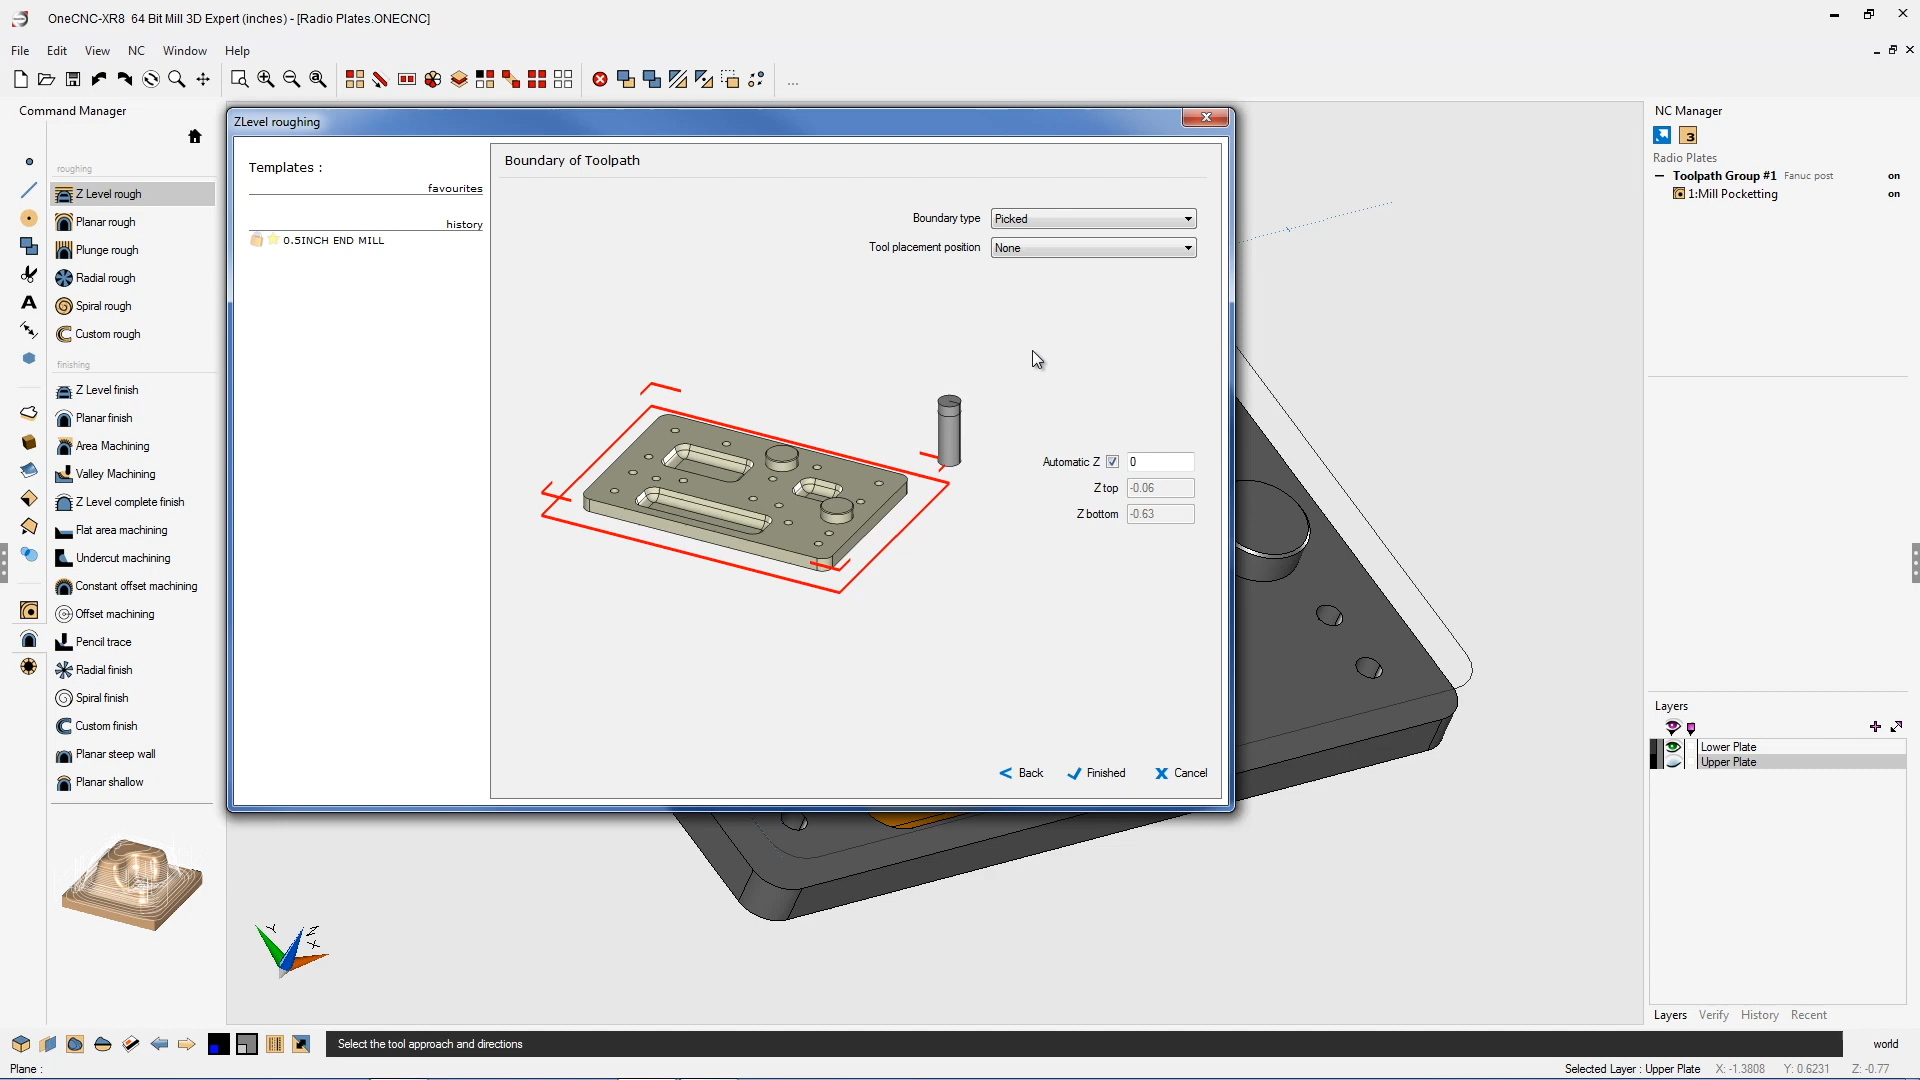 OneCNC-XR8 64 Bit Mill 3D Expert (inches) - [Radio Plates.ONECNC]
File Edit View NC Window Help
...
Command Manager
roughing
Z Level rough
Planar rough
Plunge rough
Radial rough
Spiral rough
Custom rough
finishing
Z Level finish
Planar finish
Area Machining
Valley Machining
Z Level complete finish
Flat area machining
Undercut machining
Constant offset machining
Offset machining
Pencil trace
Radial finish
Spiral finish
Custom finish
Planar steep wall
Planar shallow
A
ZLevel roughing
Templates :
favourites
history
0.5INCH END MILL
Boundary of Toolpath
Boundary type Picked
Tool placement position None
Automatic Z 0
Z top -0.06
Z bottom -0.63
< Back Finished X Cancel
Y Z X
NC Manager
3
Radio Plates
Toolpath Group #1 Fanuc post on
1:Mill Pocketting on
Layers
Lower Plate
Upper Plate
Layers Verify History Recent
Select the tool approach and directions
world
Plane :
Selected Layer : Upper Plate X: -1.3808 Y: 0.6231 Z: -0.77